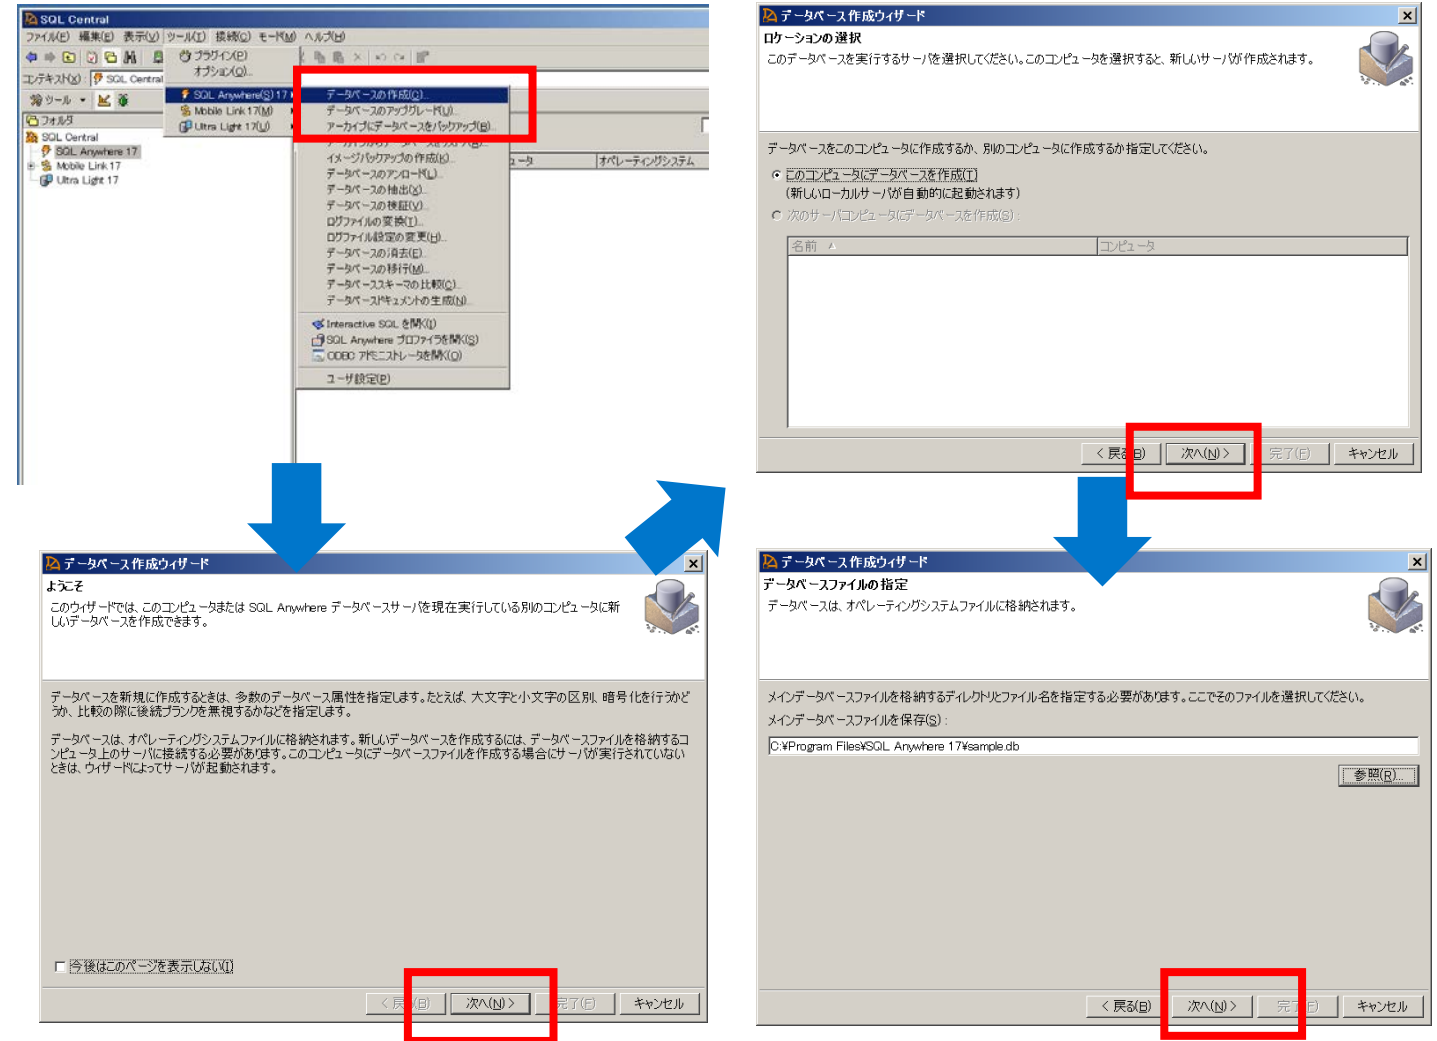 SQL Central
ファイル(F) 編集(E) 表示(V) ツール(T) 接続(C) モード(M) ヘルプ(H)
プラグイン(P)
オプション(O)...
コンテキスト(X): SQL Central
SQL Anywhere(S) 17
Mobile Link 17(M)
Ultra Light 17(U)
ツール
フォルダ
SQL Central
SQL Anywhere 17
Mobile Link 17
Ultra Light 17
データベースの作成(C)...
データベースのアップグレード(U)...
アーカイブにデータベースをバックアップ(B)...
イメージバックアップの作成(K)...
データベースのアンロード(L)...
データベースの抽出(X)...
データベースの検証(V)...
ログファイルの変換(T)...
ログファイル設定の変更(H)...
データベースの消去(E)...
データベースの移行(M)...
データベーススキーマの比較(C)...
データベースドキュメントの生成(N)...
Interactive SQL を開く(I)
SQL Anywhere プロファイラを開く(S)
ODBC アドミニストレータを開く(O)
ユーザ設定(P)
ータ
オペレーティングシステム
データベース作成ウィザード
ようこそ
このウィザードでは、このコンピュータまたは SQL Anywhere データベースサーバを現在実行している別のコンピュータに新
しいデータベースを作成できます。
データベースを新規に作成するときは、多数のデータベース属性を指定します。たとえば、大文字と小文字の区別、暗号化を行うかど
うか、比較の際に後続ブランクを無視するかなどを指定します。
データベースは、オペレーティングシステムファイルに格納されます。新しいデータベースを作成するには、データベースファイルを格納するコ
ンピュータ上のサーバに接続する必要があります。このコンピュータにデータベースファイルを作成する場合にサーバが実行されていない
ときは、ウィザードによってサーバが起動されます。
今後はこのページを表示しない(I)
< 戻る(B) 次へ(N) > 完了(F) キャンセル
データベース作成ウィザード
ロケーションの選択
このデータベースを実行するサーバを選択してください。このコンピュータを選択すると、新しいサーバが作成されます。
データベースをこのコンピュータに作成するか、別のコンピュータに作成するか指定してください。
このコンピュータにデータベースを作成(T)
(新しいローカルサーバが自動的に起動されます)
次のサーバコンピュータにデータベースを作成(S):
名前 コンピュータ
< 戻る(B) 次へ(N) > 完了(F) キャンセル
データベース作成ウィザード
データベースファイルの指定
データベースは、オペレーティングシステムファイルに格納されます。
メインデータベースファイルを格納するディレクトリとファイル名を指定する必要があります。ここでそのファイルを選択してください。
メインデータベースファイルを保存(S):
C:¥Program Files¥SQL Anywhere 17¥sample.db
参照(R)...
< 戻る(B) 次へ(N) > 完了(F) キャンセル